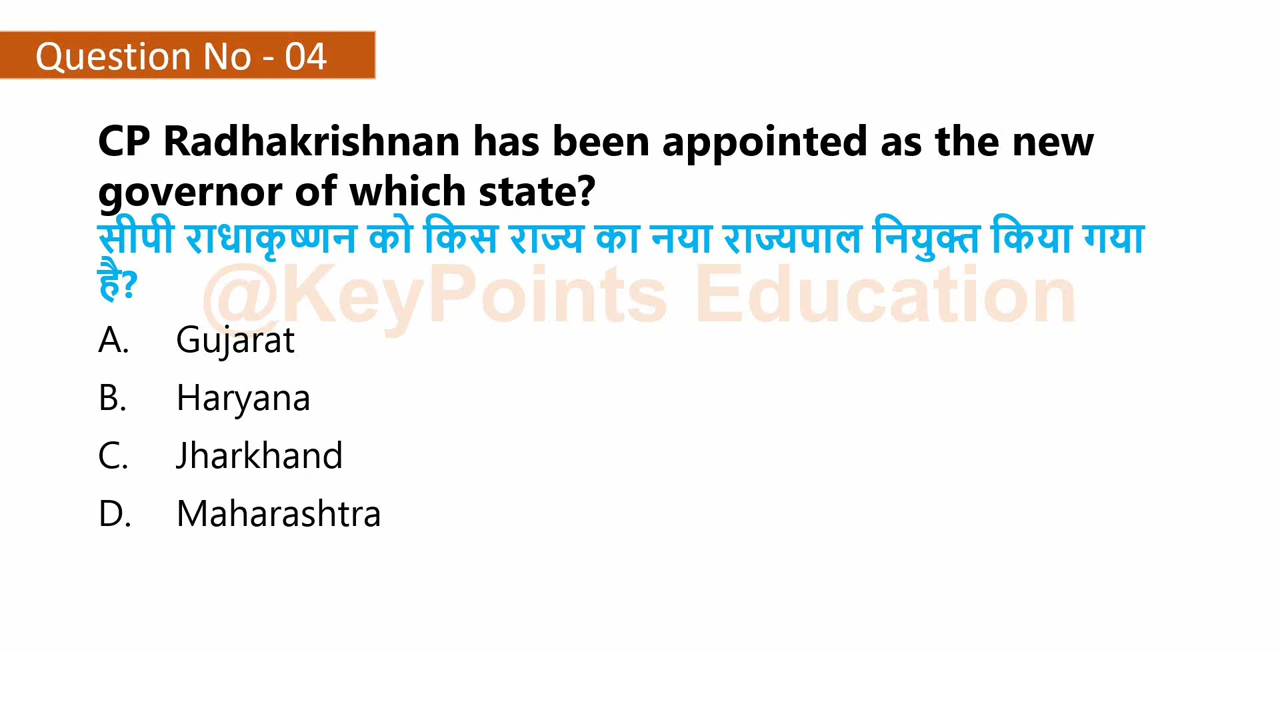 Question No - 04
CP Radhakrishnan has been appointed as the new
governor of which state?
सीपी राधाकृष्णन को किस राज्य का नया राज्यपाल नियुक्त किया गया
है?
@KeyPoints Education
A. Gujarat
B. Haryana
C. Jharkhand
D. Maharashtra